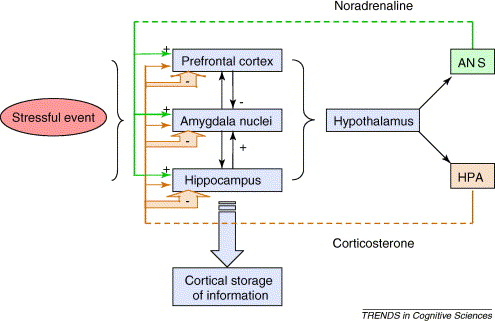 Noradrenaline
+
Prefrontal cortex
AN S
-
-
Stressful event
+
Amygdala nuclei
Hypothalamus
-
+
+
Hippocampus
HPA
-
Corticosterone
Cortical storage
of information
TRENDS in Cognitive Sciences